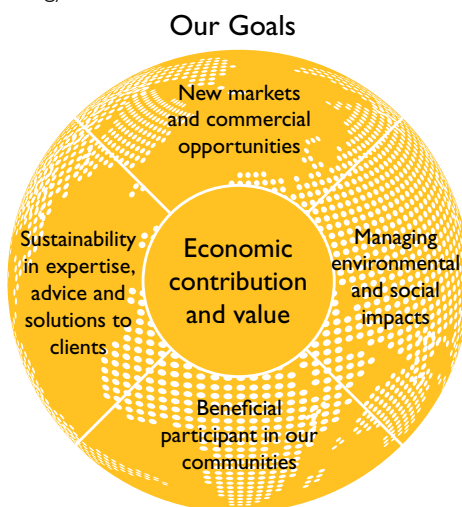 Our Goals
New markets
and commercial
opportunities
Sustainability
in expertise,
advice and
solutions to
clients
Economic
contribution
and value
Managing
environmental
and social
impacts
Beneficial
participant in our
communities